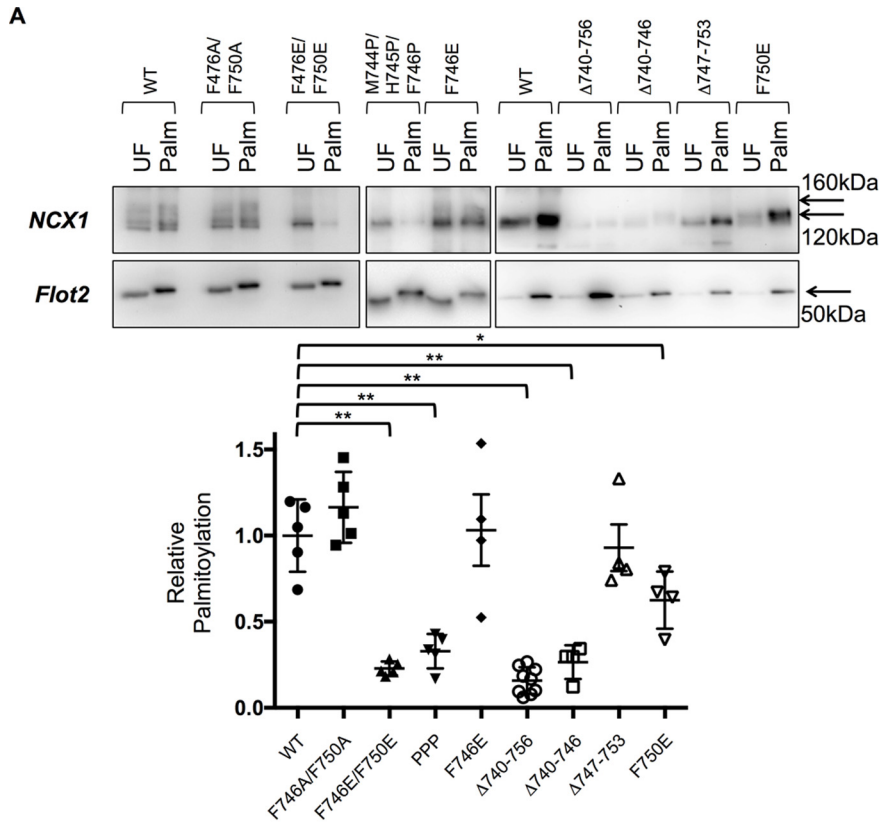 A
WT
F476A/
F750A
F476E/
F750E
M744P/
H745P/
F746P
F746E
WT
Δ740-756
Δ740-746
Δ747-753
F750E
UF Palm UF Palm UF Palm UF Palm UF Palm UF Palm UF Palm UF Palm UF Palm UF Palm
160kDa
NCX1
120kDa
Flot2
50kDa
*
**
**
**
**
Relative
Palmitoylation
1.5
1.0
0.5
0.0
WT
F746A/F750A
F746E/F750E
PPP
F746E
Δ740-756
Δ740-746
Δ747-753
F750E